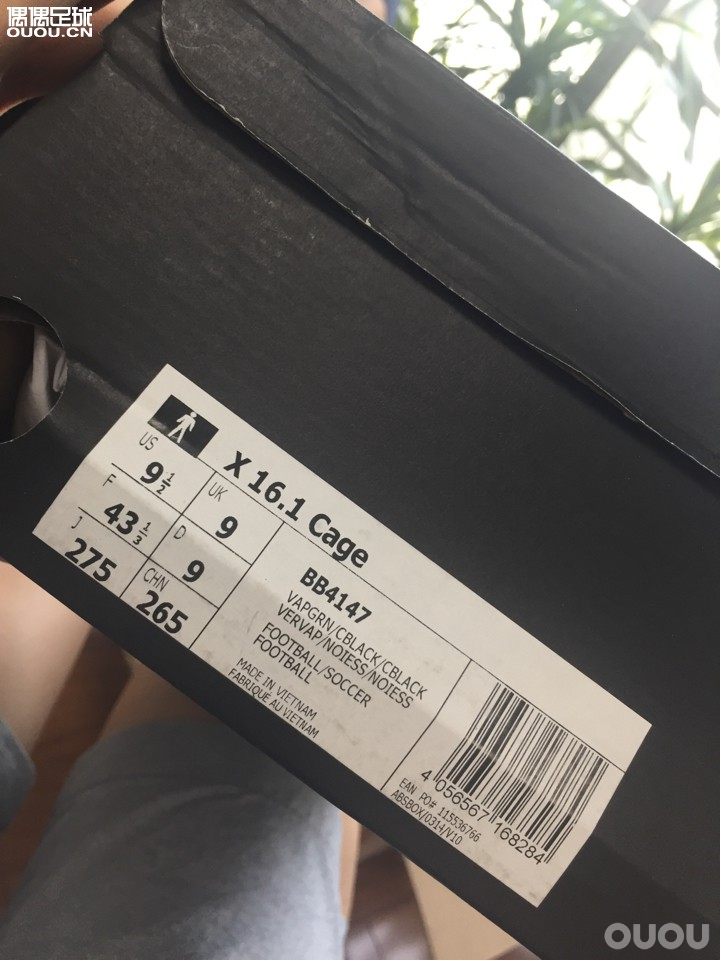 偶偶足球
OUOU.CN
X 16.1 Cage
US
9 1/2
UK
9
F
43 1/3
D
9
J
275
CHN
265
BB4147
VAPGRN/CBLACK/CBLACK
VERVAP/NOIESS/NOIESS
FOOTBALL/SOCCER
FOOTBALL
MADE IN VIETNAM
FABRIQUE AU VIETNAM
4 056567 168284
EAN PO# 115536766
ABSBOX/0314/V10
OUOU